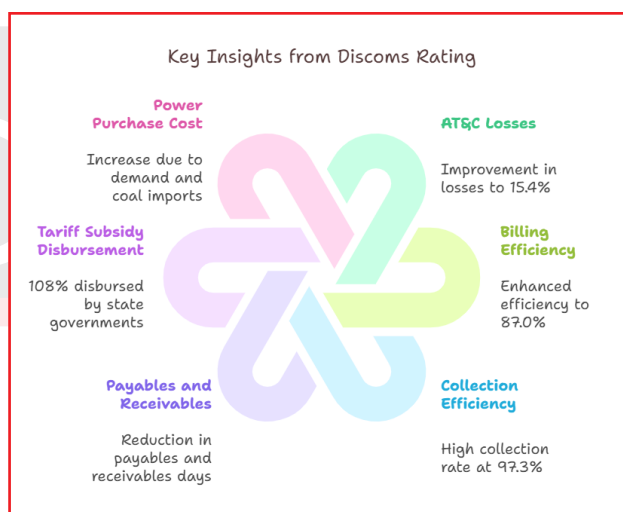 Key Insights from Discoms Rating
Power
Purchase Cost
Increase due to
demand and
coal imports
AT&C Losses
Improvement in
losses to 15.4%
Tariff Subsidy
Disbursement
108% disbursed
by state
governments
Billing
Efficiency
Enhanced
efficiency to
87.0%
Payables and
Receivables
Reduction in
payables and
receivables days
Collection
Efficiency
High collection
rate at 97.3%